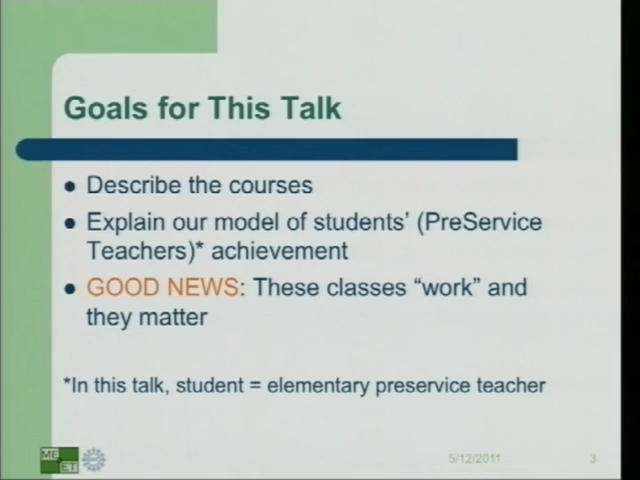 Goals for This Talk
● Describe the courses
● Explain our model of students' (PreService
Teachers)* achievement
● GOOD NEWS: These classes “work” and
they matter
*In this talk, student = elementary preservice teacher
ME
ET
5/12/2011
3